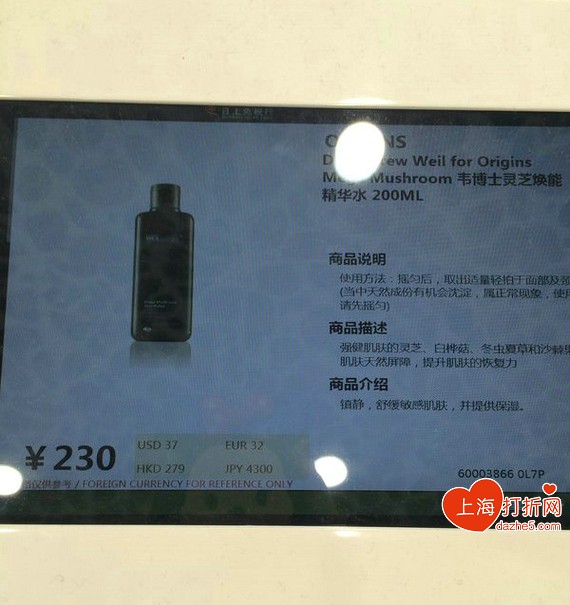 日上免税行
Weil for Origins
Mushroom 韦博士灵芝焕能
精华水 200ML
商品说明
使用方法：摇匀后，取出适量轻拍于面部及颈
(当中天然成份有机会沈淀，属正常现象，使用
请先摇匀)
商品描述
强健肌肤的灵芝、白桦菇、冬虫夏草和沙棘果
肌肤天然屏障，提升肌肤的恢复力
商品介绍
镇静，舒缓敏感肌肤，并提供保湿。
￥230
USD 37 EUR 32
HKD 279 JPY 4300
仅供参考 / FOREIGN CURRENCY FOR REFERENCE ONLY
60003866 0L7P
上海打折网
dazhe5.com